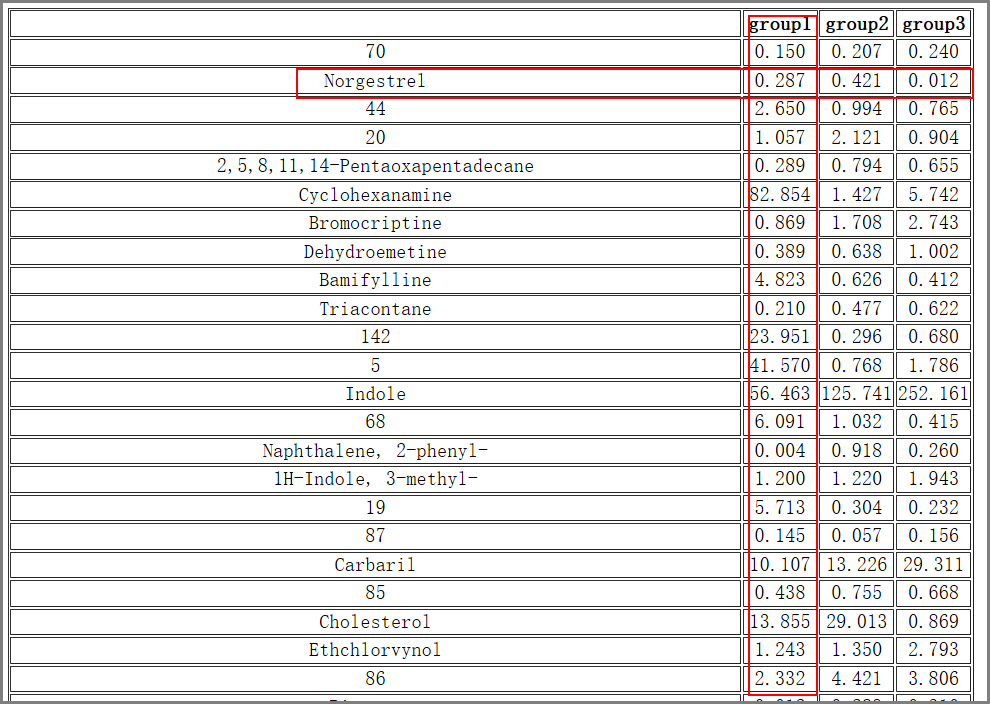 group1 group2 group3
70 0.150 0.207 0.240
Norgestrel 0.287 0.421 0.012
44 2.650 0.994 0.765
20 1.057 2.121 0.904
2,5,8,11,14-Pentaoxapentadecane 0.289 0.794 0.655
Cyclohexanamine 82.854 1.427 5.742
Bromocriptine 0.869 1.708 2.743
Dehydroemetine 0.389 0.638 1.002
Bamifylline 4.823 0.626 0.412
Triacontane 0.210 0.477 0.622
142 23.951 0.296 0.680
5 41.570 0.768 1.786
Indole 56.463 125.741 252.161
68 6.091 1.032 0.415
Naphthalene, 2-phenyl- 0.004 0.918 0.260
1H-Indole, 3-methyl- 1.200 1.220 1.943
19 5.713 0.304 0.232
87 0.145 0.057 0.156
Carbaril 10.107 13.226 29.311
85 0.438 0.755 0.668
Cholesterol 13.855 29.013 0.869
Ethchlorvynol 1.243 1.350 2.793
86 2.332 4.421 3.806